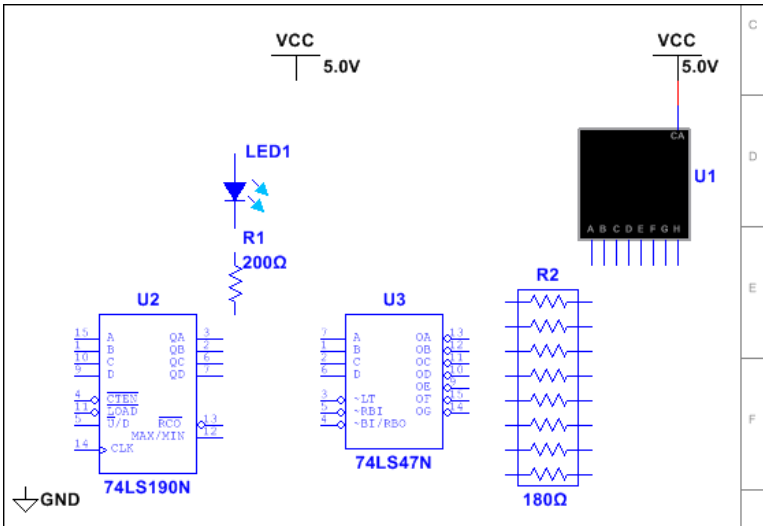 VCC
5.0V
VCC
5.0V
C
D
E
F
CA
U1
A B C D E F G H
LED1
R1
200Ω
R2
180Ω
U2
15 A QA 3
1 B QB 2
10 C QC 6
9 D QD 7
4 CTEN
11 LOAD
5 U/D RCO 13
MAX/MIN 12
14 CLK
74LS190N
U3
7 A OA 13
1 B OB 12
2 C OC 11
6 D OD 10
OE 9
3 ~LT OF 15
5 ~RBI OG 14
4 ~BI/RBO
74LS47N
GND